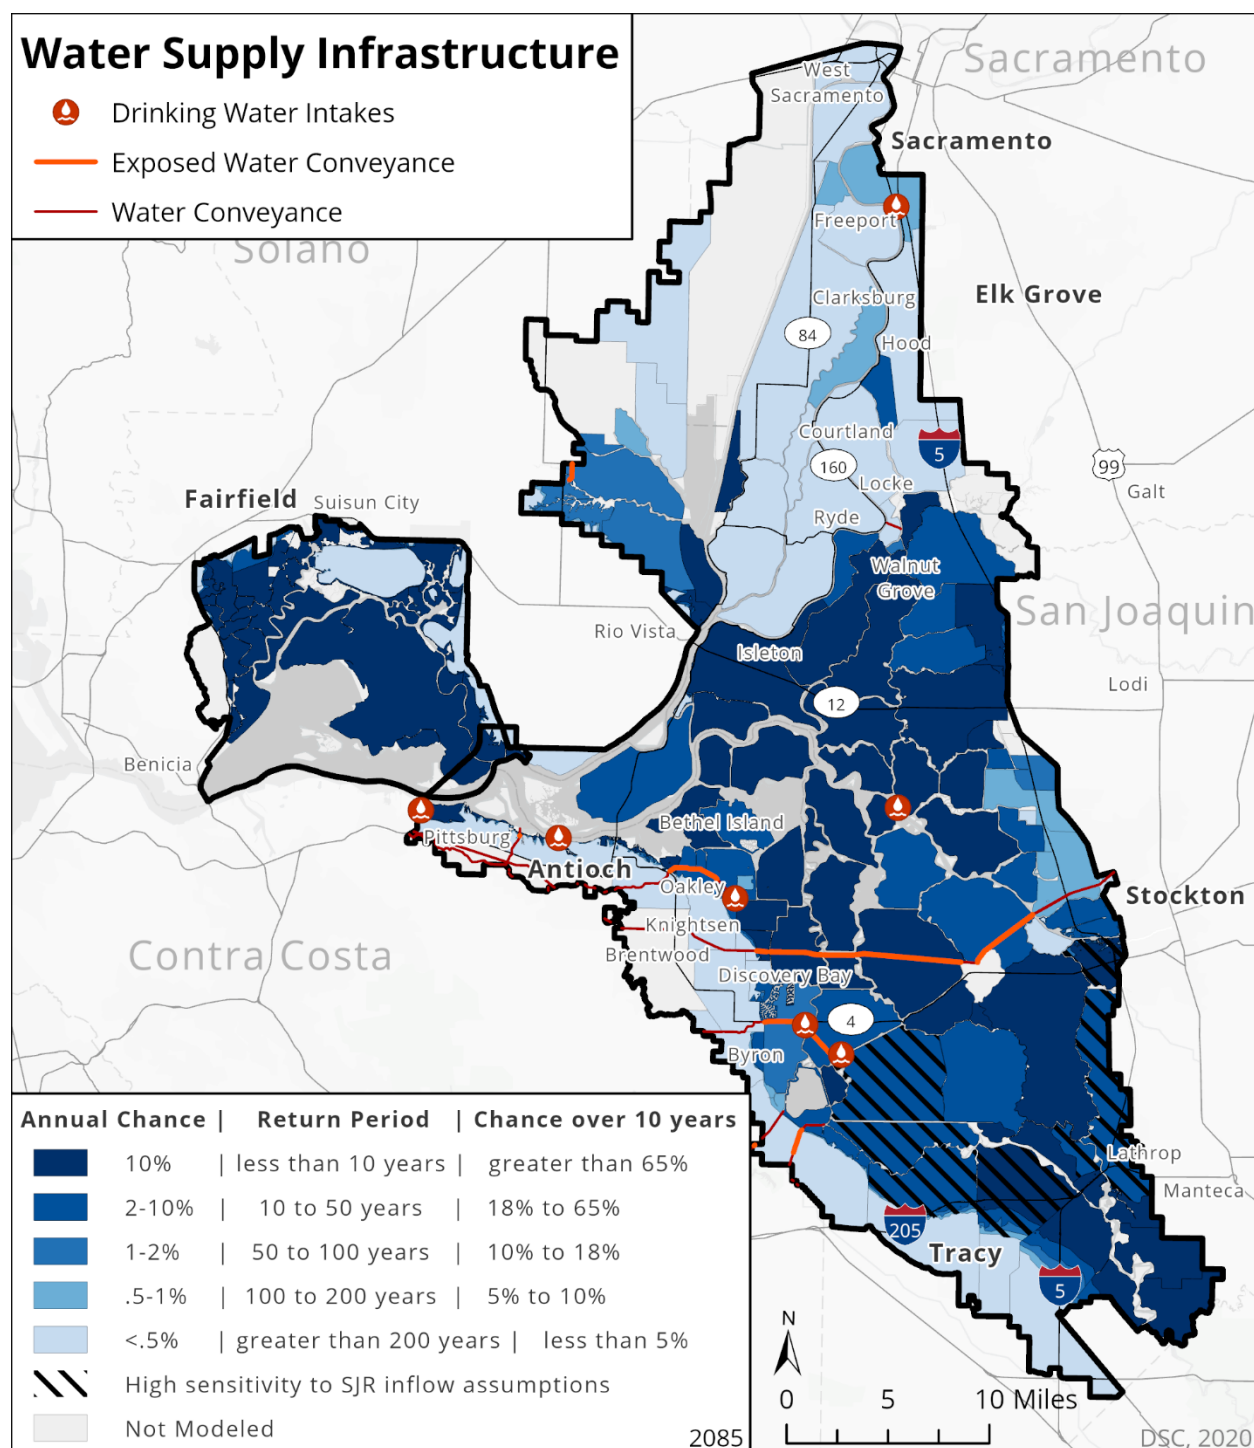 Water Supply Infrastructure
Drinking Water Intakes
Exposed Water Conveyance
Water Conveyance
Sacramento
West
Sacramento
Sacramento
Freeport
Solano
Clarksburg
Elk Grove
84
Hood
Courtland
5
160
99
Locke
Galt
Fairfield
Suisun City
Ryde
Walnut
Grove
San Joaquin
Rio Vista
Isleton
Lodi
12
Benicia
Pittsburg
Bethel Island
Antioch
Oakley
Stockton
Knightsen
Brentwood
Contra Costa
Discovery Bay
4
Byron
Lathrop
Manteca
205
Tracy
5
Annual Chance | Return Period | Chance over 10 years
10% | less than 10 years | greater than 65%
2-10% | 10 to 50 years | 18% to 65%
1-2% | 50 to 100 years | 10% to 18%
.5-1% | 100 to 200 years | 5% to 10%
<.5% | greater than 200 years | less than 5%
High sensitivity to SJR inflow assumptions
Not Modeled
N
0 5 10 Miles
2085
DSC, 2020